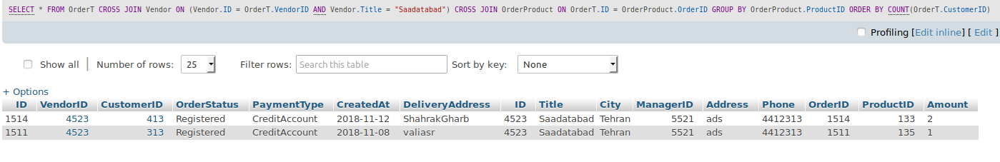 SELECT * FROM OrderT CROSS JOIN Vendor ON (Vendor.ID = OrderT.VendorID AND Vendor.Title = "Saadatabad") CROSS JOIN OrderProduct ON OrderT.ID = OrderProduct.OrderID GROUP BY OrderProduct.ProductID ORDER BY COUNT(OrderT.CustomerID)
Profiling [Edit inline] [ Edit ]
Show all | Number of rows: 25 Filter rows: Search this table Sort by key: None
+ Options
ID VendorID CustomerID OrderStatus PaymentType CreatedAt DeliveryAddress ID Title City ManagerID Address Phone OrderID ProductID Amount
1514 4523 413 Registered CreditAccount 2018-11-12 ShahrakGharb 4523 Saadatabad Tehran 5521 ads 4412313 1514 133 2
1511 4523 313 Registered CreditAccount 2018-11-08 valiasr 4523 Saadatabad Tehran 5521 ads 4412313 1511 135 1